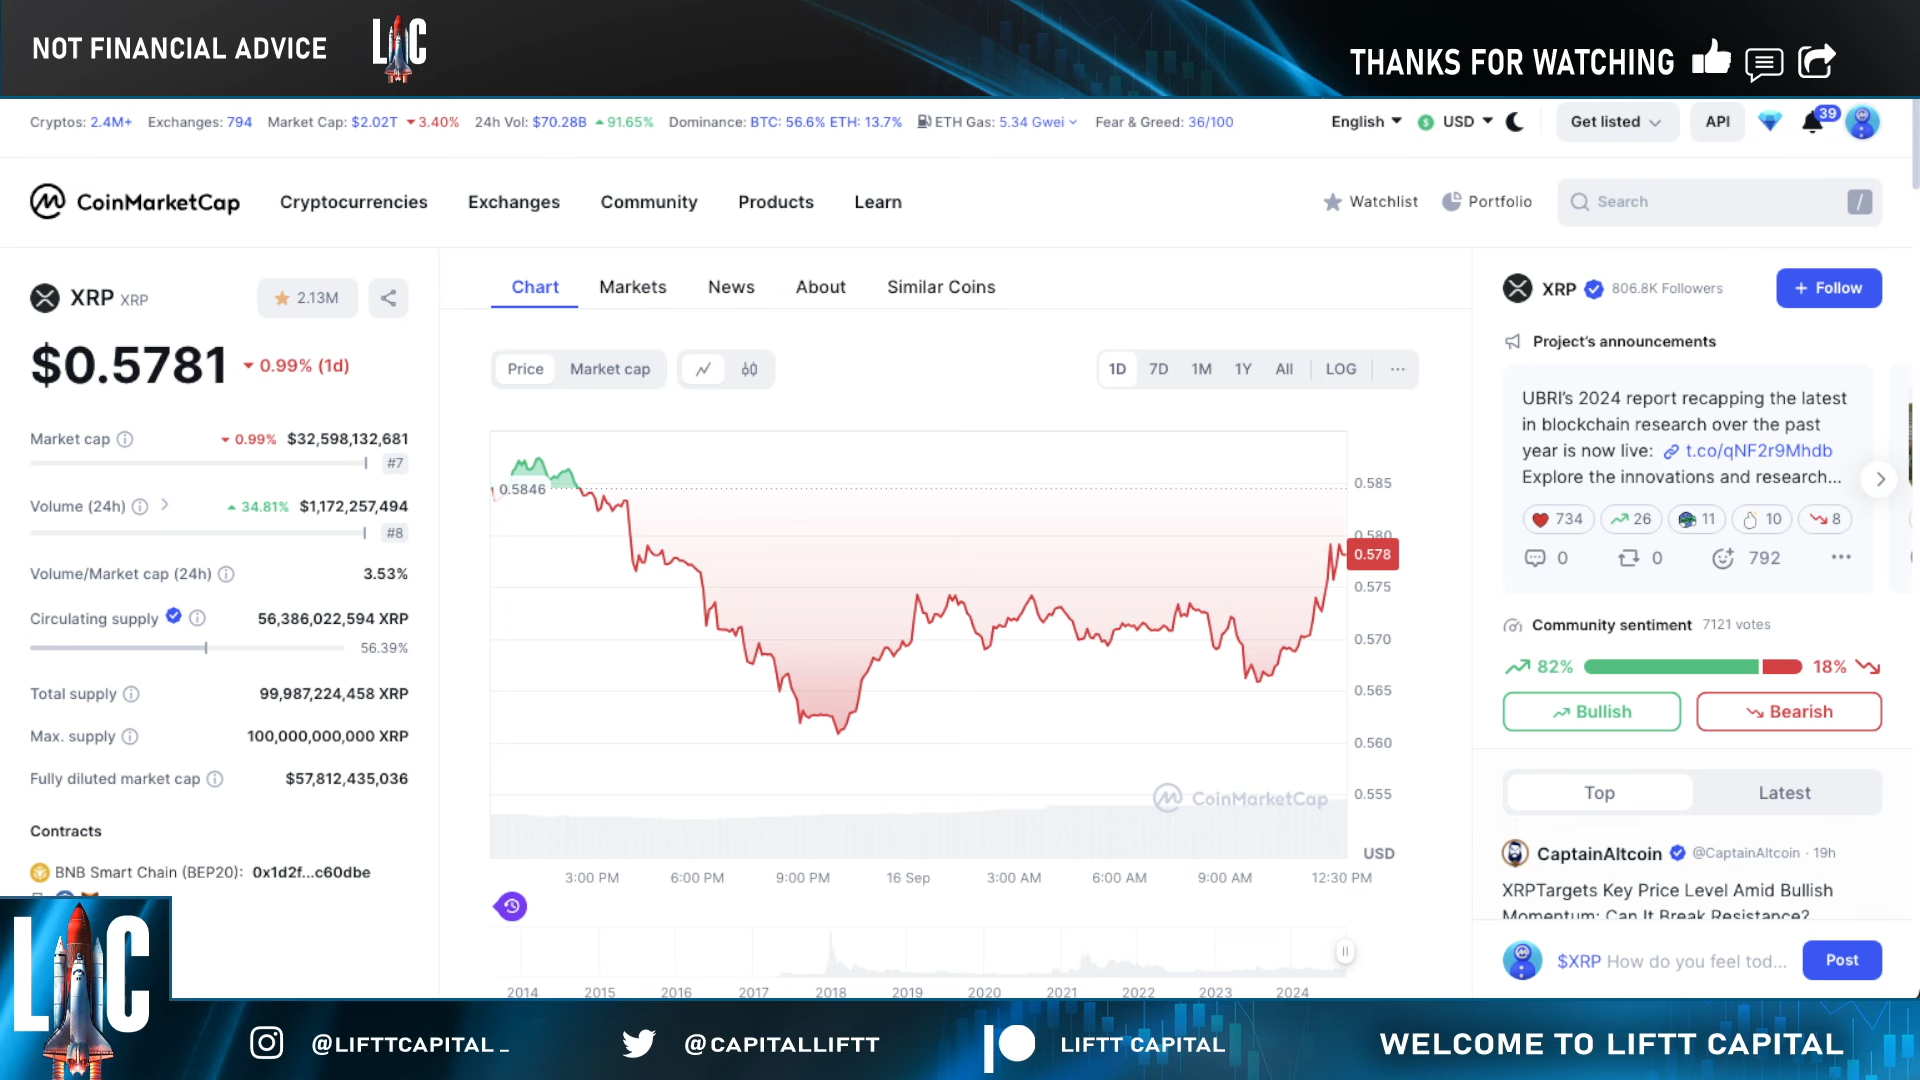 NOT FINANCIAL ADVICE
LC
THANKS FOR WATCHING
Cryptos: 2.4M+ Exchanges: 794 Market Cap: $2.02T 3.40% 24h Vol: $70.28B 91.65% Dominance: BTC: 56.6% ETH: 13.7% ETH Gas: 5.34 Gwei Fear & Greed: 36/100
English USD Get listed API 39
CoinMarketCap Cryptocurrencies Exchanges Community Products Learn
Watchlist Portfolio Search /
XRP XRP 2.13M
$0.5781 0.99% (1d)
Market cap 0.99% $32,598,132,681
#7
Volume (24h) 34.81% $1,172,257,494
#8
Volume/Market cap (24h) 3.53%
Circulating supply 56,386,022,594 XRP
56.39%
Total supply 99,987,224,458 XRP
Max. supply 100,000,000,000 XRP
Fully diluted market cap $57,812,435,036
Contracts
BNB Smart Chain (BEP20): 0x1d2f...c60dbe
Chart Markets News About Similar Coins
Price Market cap
1D 7D 1M 1Y All LOG ...
0.5846
0.585
0.580
0.578
0.575
0.570
0.565
0.560
0.555
CoinMarketCap
USD
3:00 PM 6:00 PM 9:00 PM 16 Sep 3:00 AM 6:00 AM 9:00 AM 12:30 PM
2014 2015 2016 2017 2018 2019 2020 2021 2022 2023 2024
XRP 806.8K Followers + Follow
Project's announcements
UBRI's 2024 report recapping the latest
in blockchain research over the past
year is now live: t.co/qNF2r9Mhdb
Explore the innovations and research...
734 26 11 10 8
0 0 792 ...
Community sentiment 7121 votes
82% 18%
Bullish Bearish
Top Latest
CaptainAltcoin @CaptainAltcoin · 19h
XRPTargets Key Price Level Amid Bullish
Momentum: Can It Break Resistance?
$XRP How do you feel tod... Post
LC
@LIFTTCAPITAL_ @CAPITALLIFTT LIFTT CAPITAL WELCOME TO LIFTT CAPITAL